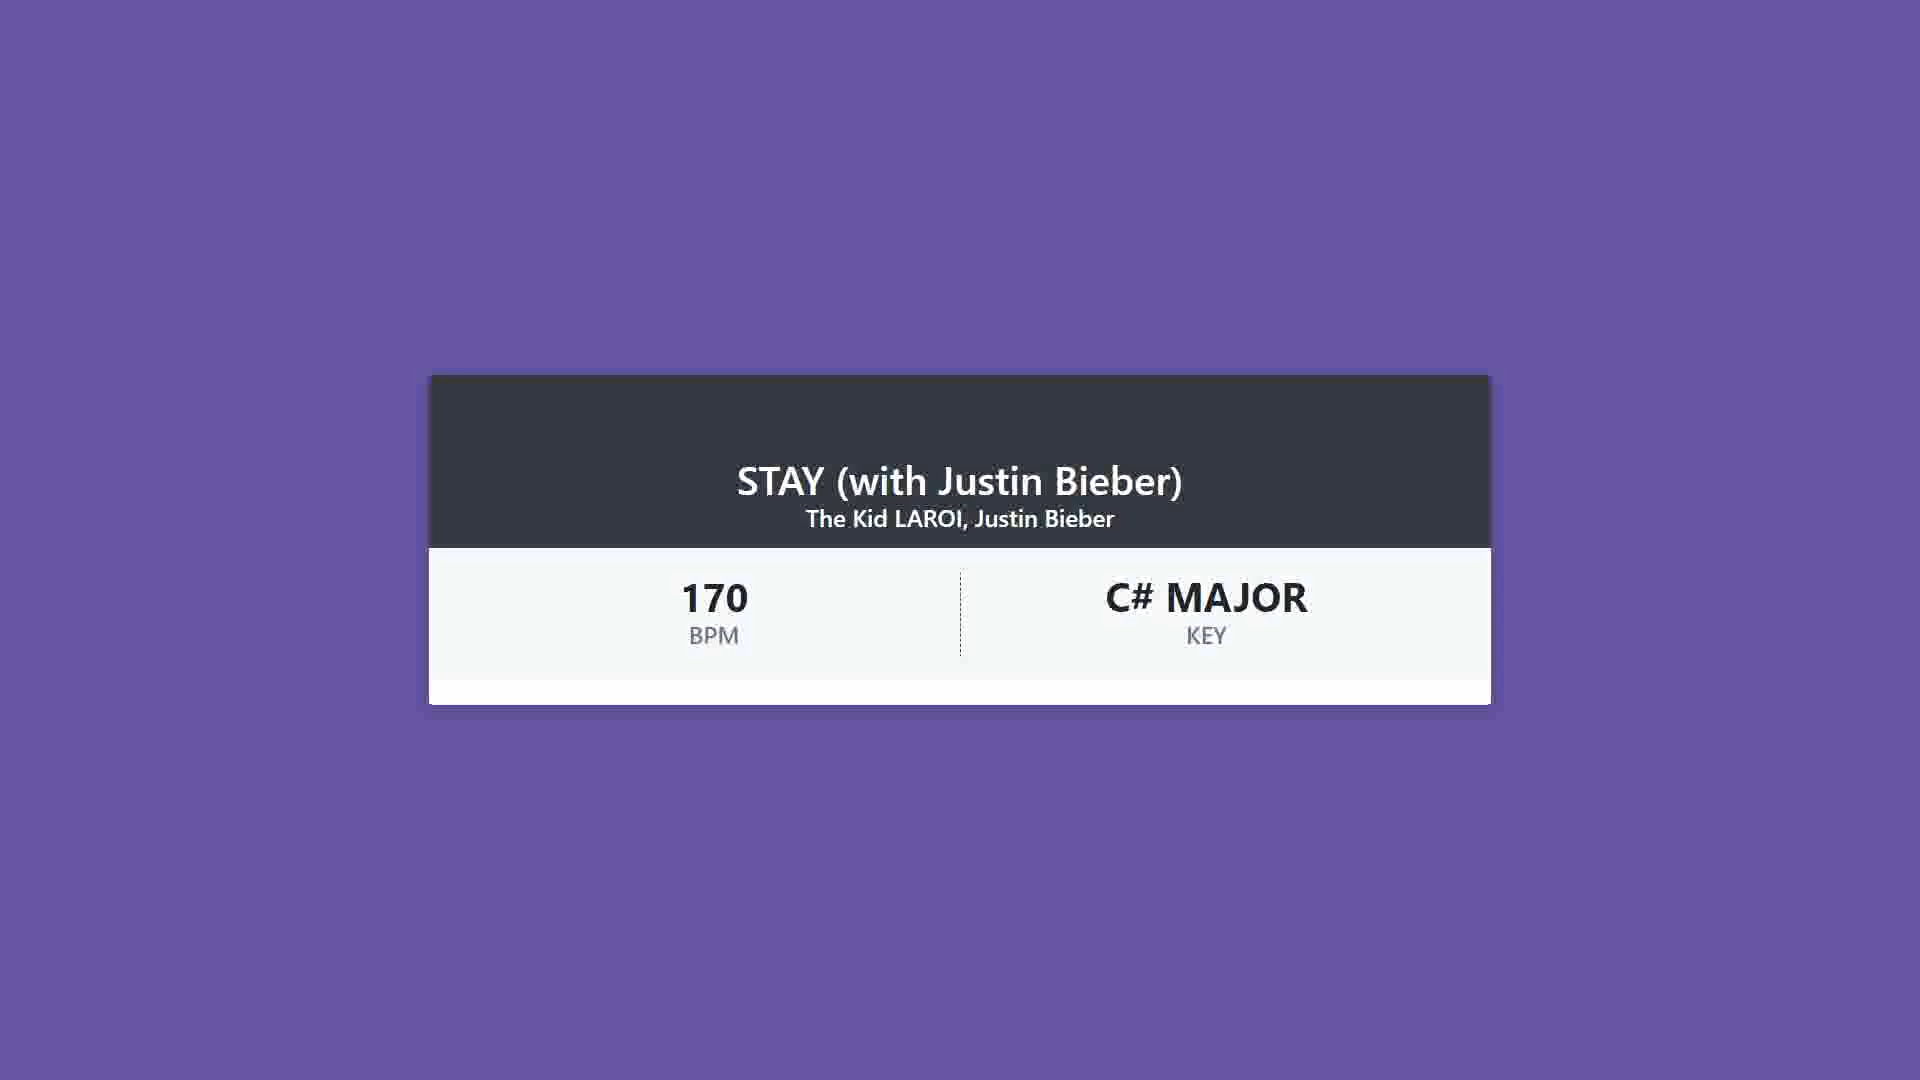 STAY (with Justin Bieber)
The Kid LAROI, Justin Bieber
170
BPM
C# MAJOR
KEY